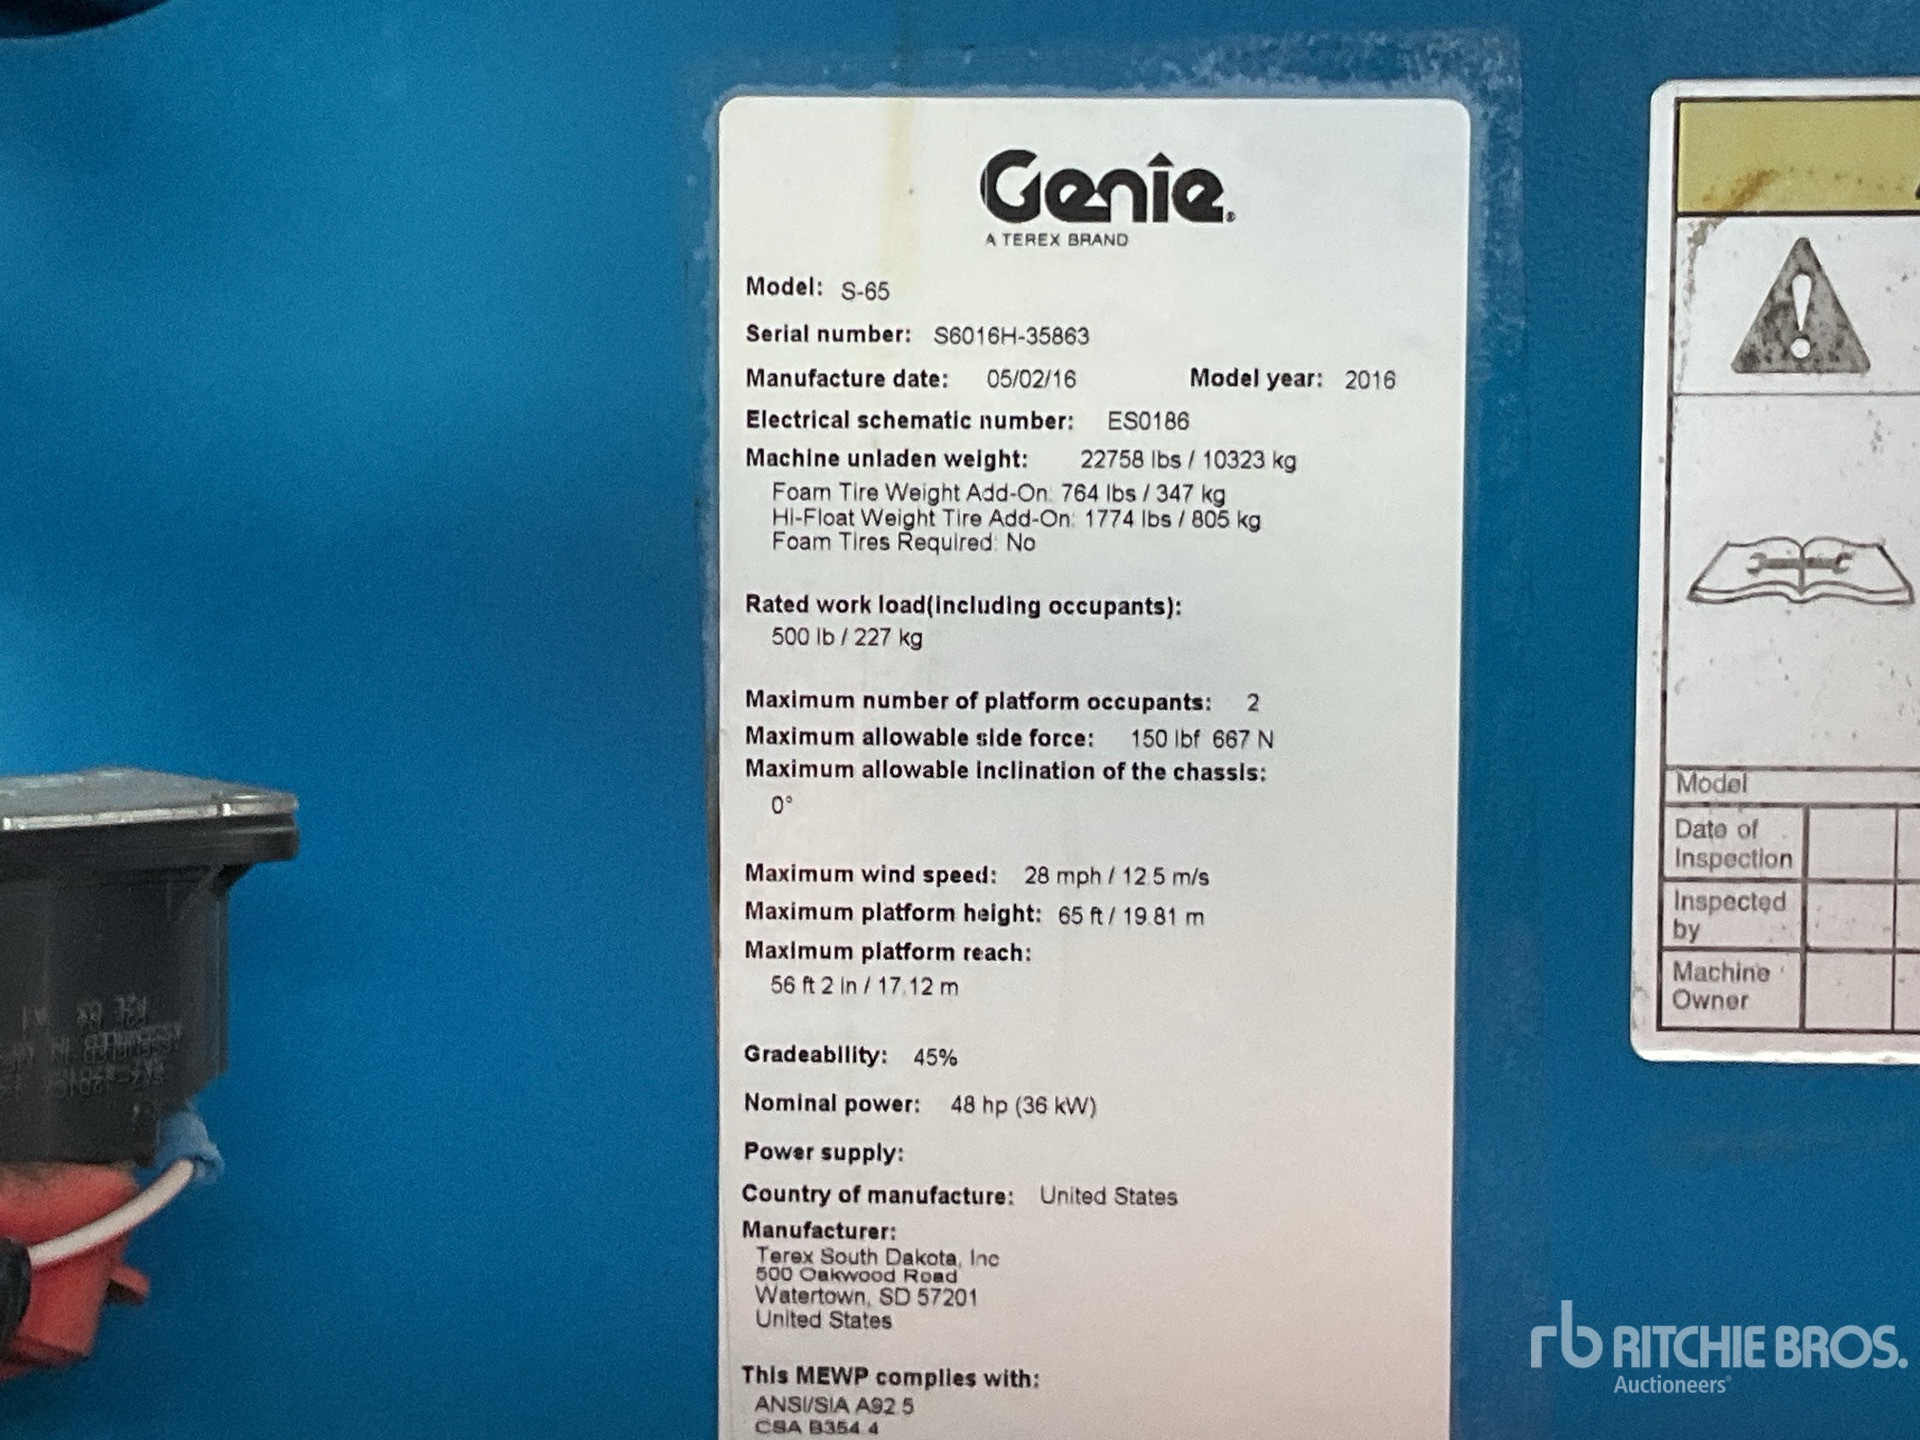 Genie®
A TEREX BRAND
Model: S-65
Serial number: S6016H-35863
Manufacture date: 05/02/16 Model year: 2016
Electrical schematic number: ES0186
Machine unladen weight: 22758 lbs / 10323 kg
Foam Tire Weight Add-On: 764 lbs / 347 kg
Hi-Float Weight Tire Add-On: 1774 lbs / 805 kg
Foam Tires Required: No
Rated work load(including occupants):
500 lb / 227 kg
Maximum number of platform occupants: 2
Maximum allowable side force: 150 lbf 667 N
Maximum allowable inclination of the chassis:
0°
Maximum wind speed: 28 mph / 12.5 m/s
Maximum platform height: 65 ft / 19.81 m
Maximum platform reach:
56 ft 2 in / 17.12 m
Gradeability: 45%
Nominal power: 48 hp (36 kW)
Power supply:
Country of manufacture: United States
Manufacturer:
Terex South Dakota, Inc
500 Oakwood Road
Watertown, SD 57201
United States
This MEWP complies with:
ANSI/SIA A92.5
CSA B354.4
Model
Date of
Inspection
Inspected
by
Machine
Owner
rb RITCHIE BROS.
Auctioneers®